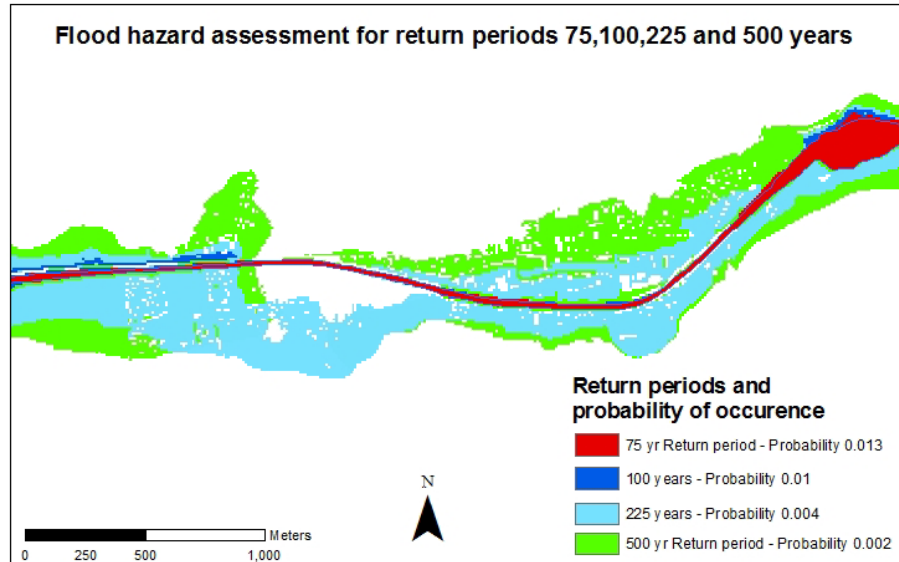 Flood hazard assessment for return periods 75,100,225 and 500 years
Return periods and
probability of occurence
75 yr Return period - Probability 0.013
100 years - Probability 0.01
225 years - Probability 0.004
500 yr Return period - Probability 0.002
N
Meters
0 250 500 1,000